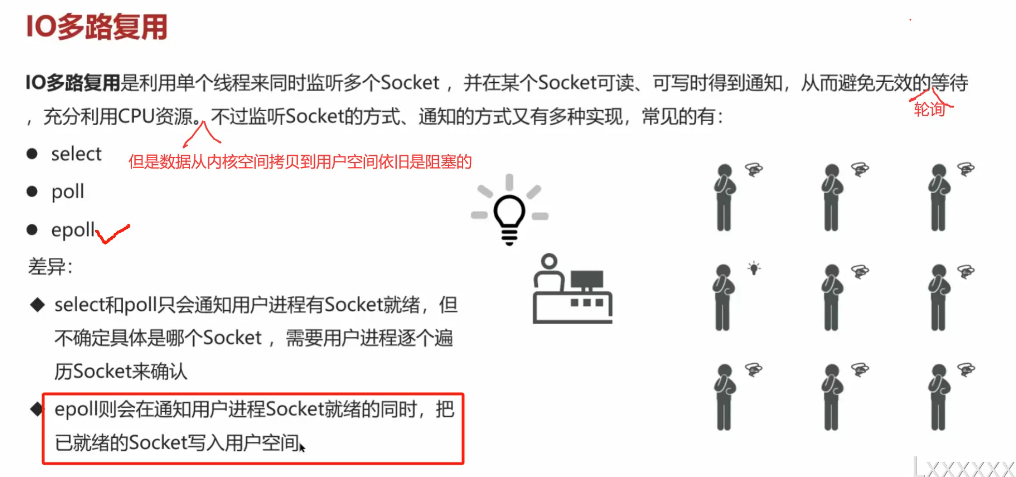 IO多路复用
IO多路复用是利用单个线程来同时监听多个Socket ，并在某个Socket可读、可写时得到通知，从而避免无效的等待
，充分利用CPU资源。不过监听Socket的方式、通知的方式又有多种实现，常见的有：
轮询
但是数据从内核空间拷贝到用户空间依旧是阻塞的
● select
● poll
● epoll
差异：
◆ select和poll只会通知用户进程有Socket就绪，但
不确定具体是哪个Socket ，需要用户进程逐个遍
历Socket来确认
◆ epoll则会在通知用户进程Socket就绪的同时，把
已就绪的Socket写入用户空间
Lxxxxxx